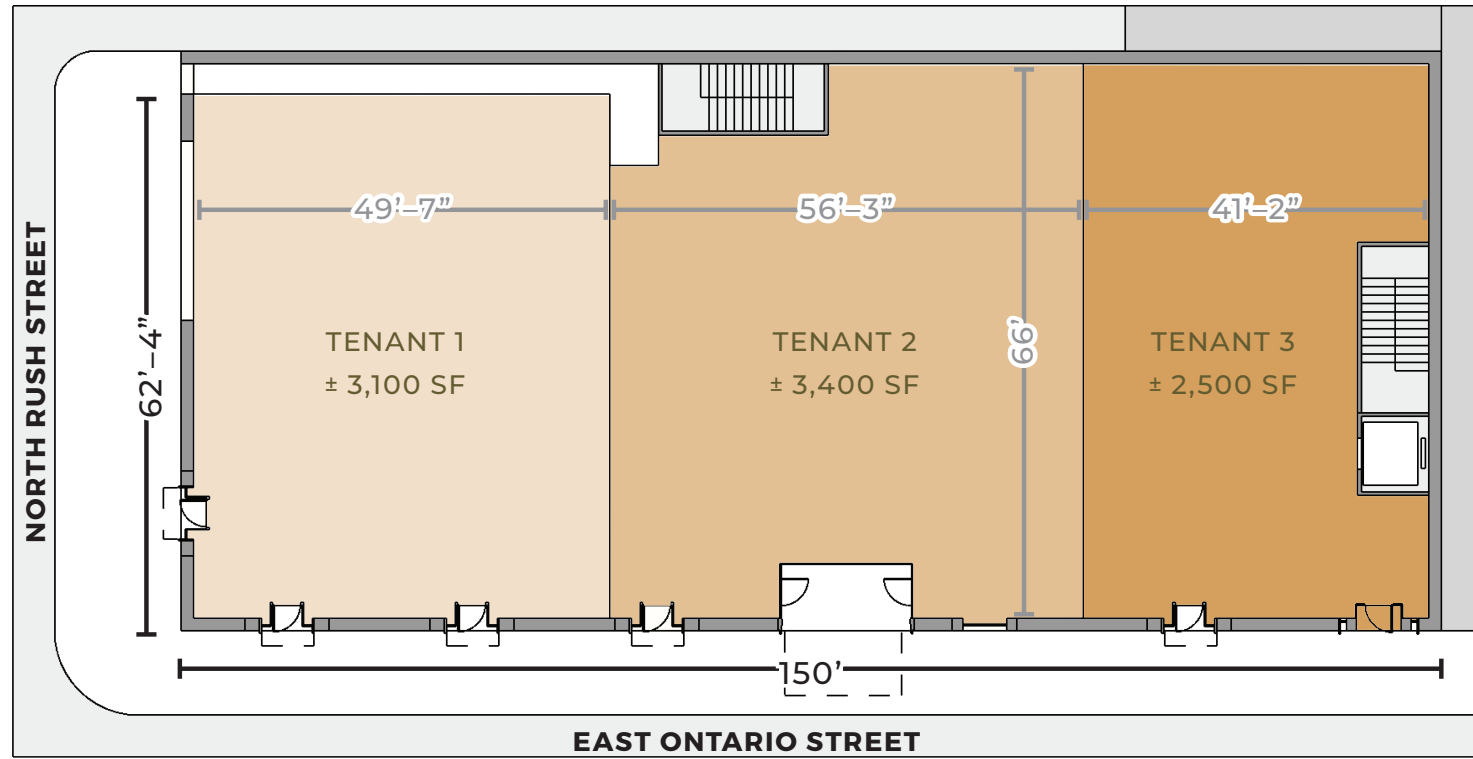 NORTH RUSH STREET
62’–4”
49’–7”
56’–3”
41’–2”
66’
TENANT 1
± 3,100 SF
TENANT 2
± 3,400 SF
TENANT 3
± 2,500 SF
150’
EAST ONTARIO STREET